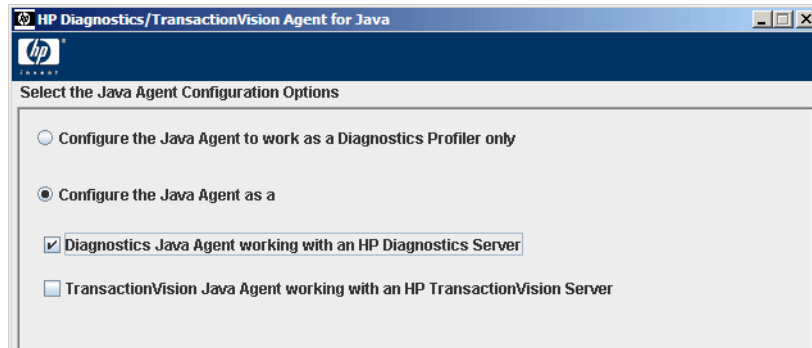 HP Diagnostics/TransactionVision Agent for Java
hp
invent
Select the Java Agent Configuration Options
Configure the Java Agent to work as a Diagnostics Profiler only
Configure the Java Agent as a
Diagnostics Java Agent working with an HP Diagnostics Server
TransactionVision Java Agent working with an HP TransactionVision Server